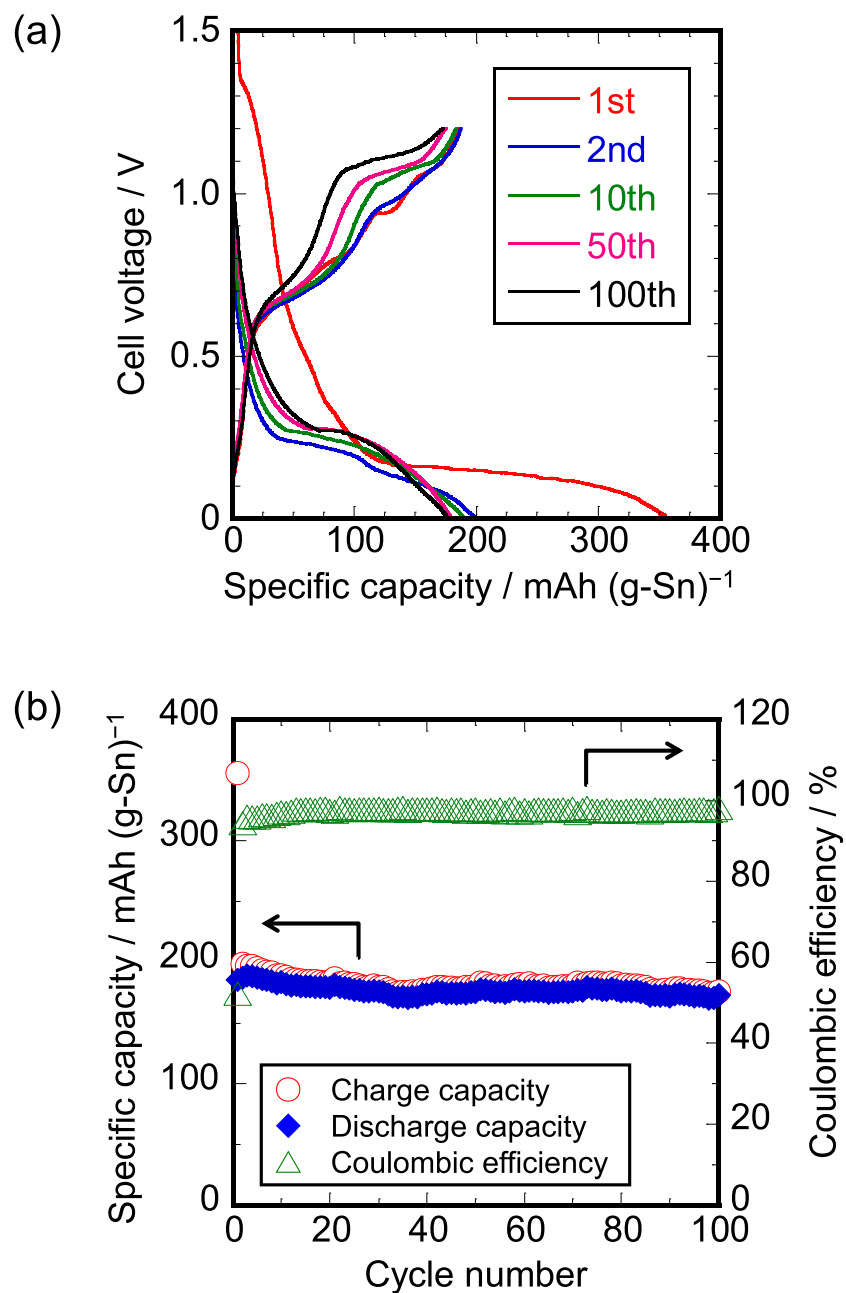 (a)
1.5
1.0
0.5
0
Cell voltage / V
1st
2nd
10th
50th
100th
0 100 200 300 400
Specific capacity / mAh (g-Sn)⁻¹
(b)
400
300
200
100
0
Specific capacity / mAh (g-Sn)⁻¹
120
100
80
60
40
20
0
Coulombic efficiency / %
Charge capacity
Discharge capacity
Coulombic efficiency
0 20 40 60 80 100
Cycle number